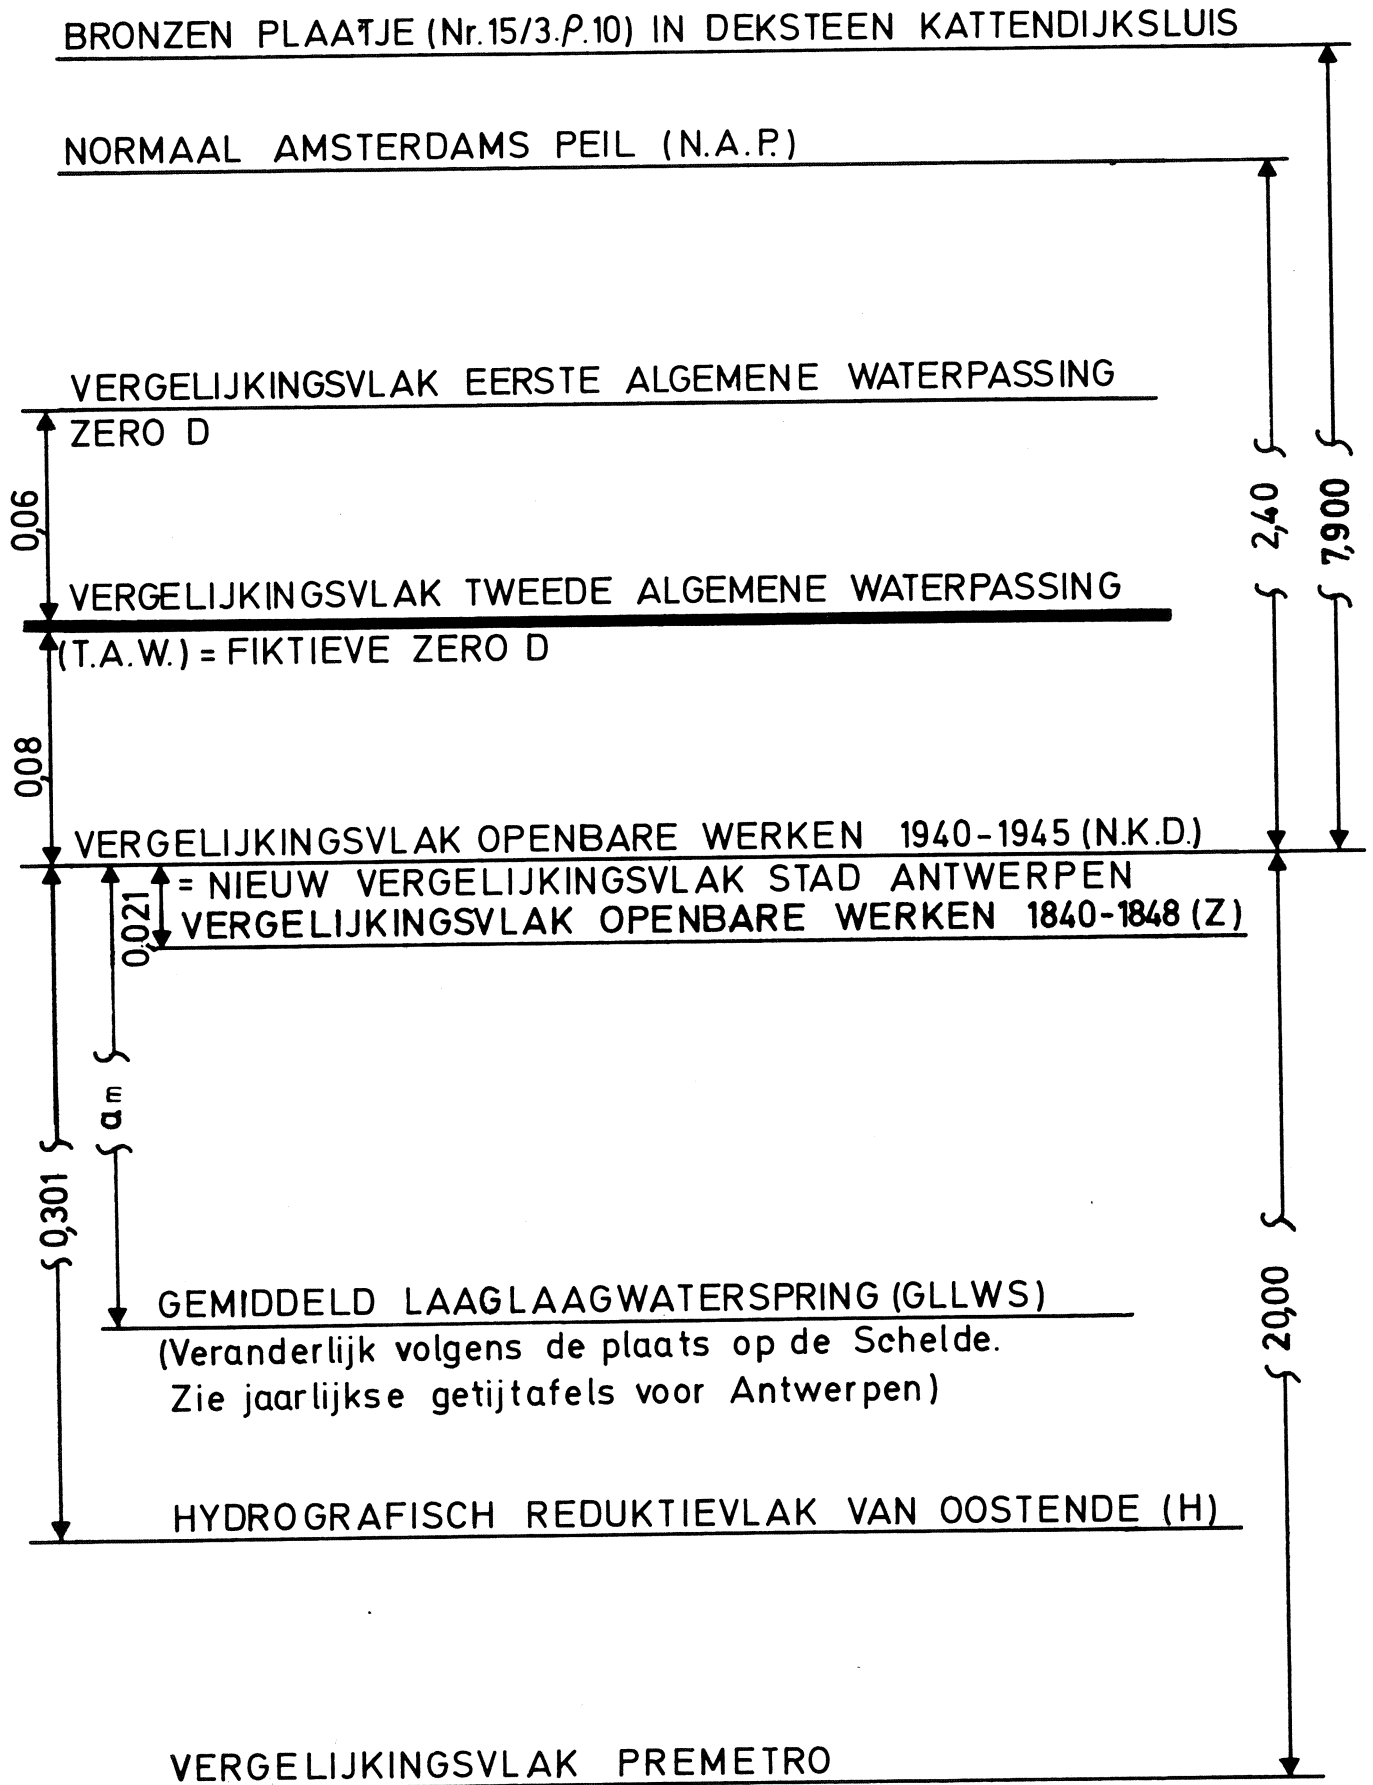 BRONZEN PLAATJE (Nr. 15/3.P.10) IN DEKSTEEN KATTENDIJKSLUIS
NORMAAL AMSTERDAMS PEIL (N.A.P.)
VERGELIJKINGSVLAK EERSTE ALGEMENE WATERPASSING
ZERO D
0,06
2,40
7,900
VERGELIJKINGSVLAK TWEEDE ALGEMENE WATERPASSING
(T.A.W.) = FIKTIEVE ZERO D
0,08
VERGELIJKINGSVLAK OPENBARE WERKEN 1940-1945 (N.K.D.)
= NIEUW VERGELIJKINGSVLAK STAD ANTWERPEN
0,021
VERGELIJKINGSVLAK OPENBARE WERKEN 1840-1848 (Z)
am
0,301
20,00
GEMIDDELD LAAGLAAGWATERSPRING (GLLWS)
(Veranderlijk volgens de plaats op de Schelde.
Zie jaarlijkse getijtafels voor Antwerpen)
HYDROGRAFISCH REDUKTIEVLAK VAN OOSTENDE (H)
VERGELIJKINGSVLAK PREMETRO